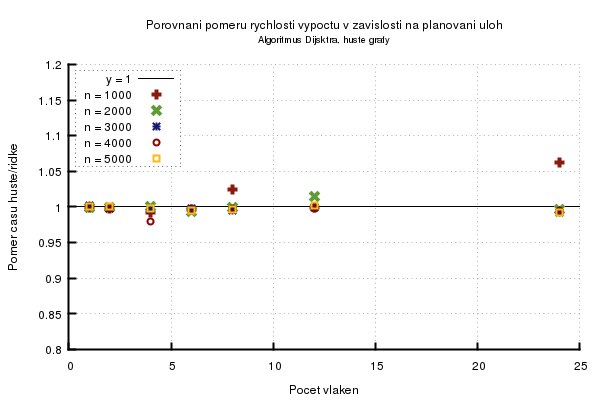 Porovnani pomeru rychlosti vypoctu v zavislosti na planovani uloh
Algoritmus Dijsktra, huste grafy
1.2
1.15
1.1
1.05
1
0.95
0.9
0.85
0.8
y = 1
n = 1000
n = 2000
n = 3000
n = 4000
n = 5000
Pomer casu huste/ridke
0 5 10 15 20 25
Pocet vlaken